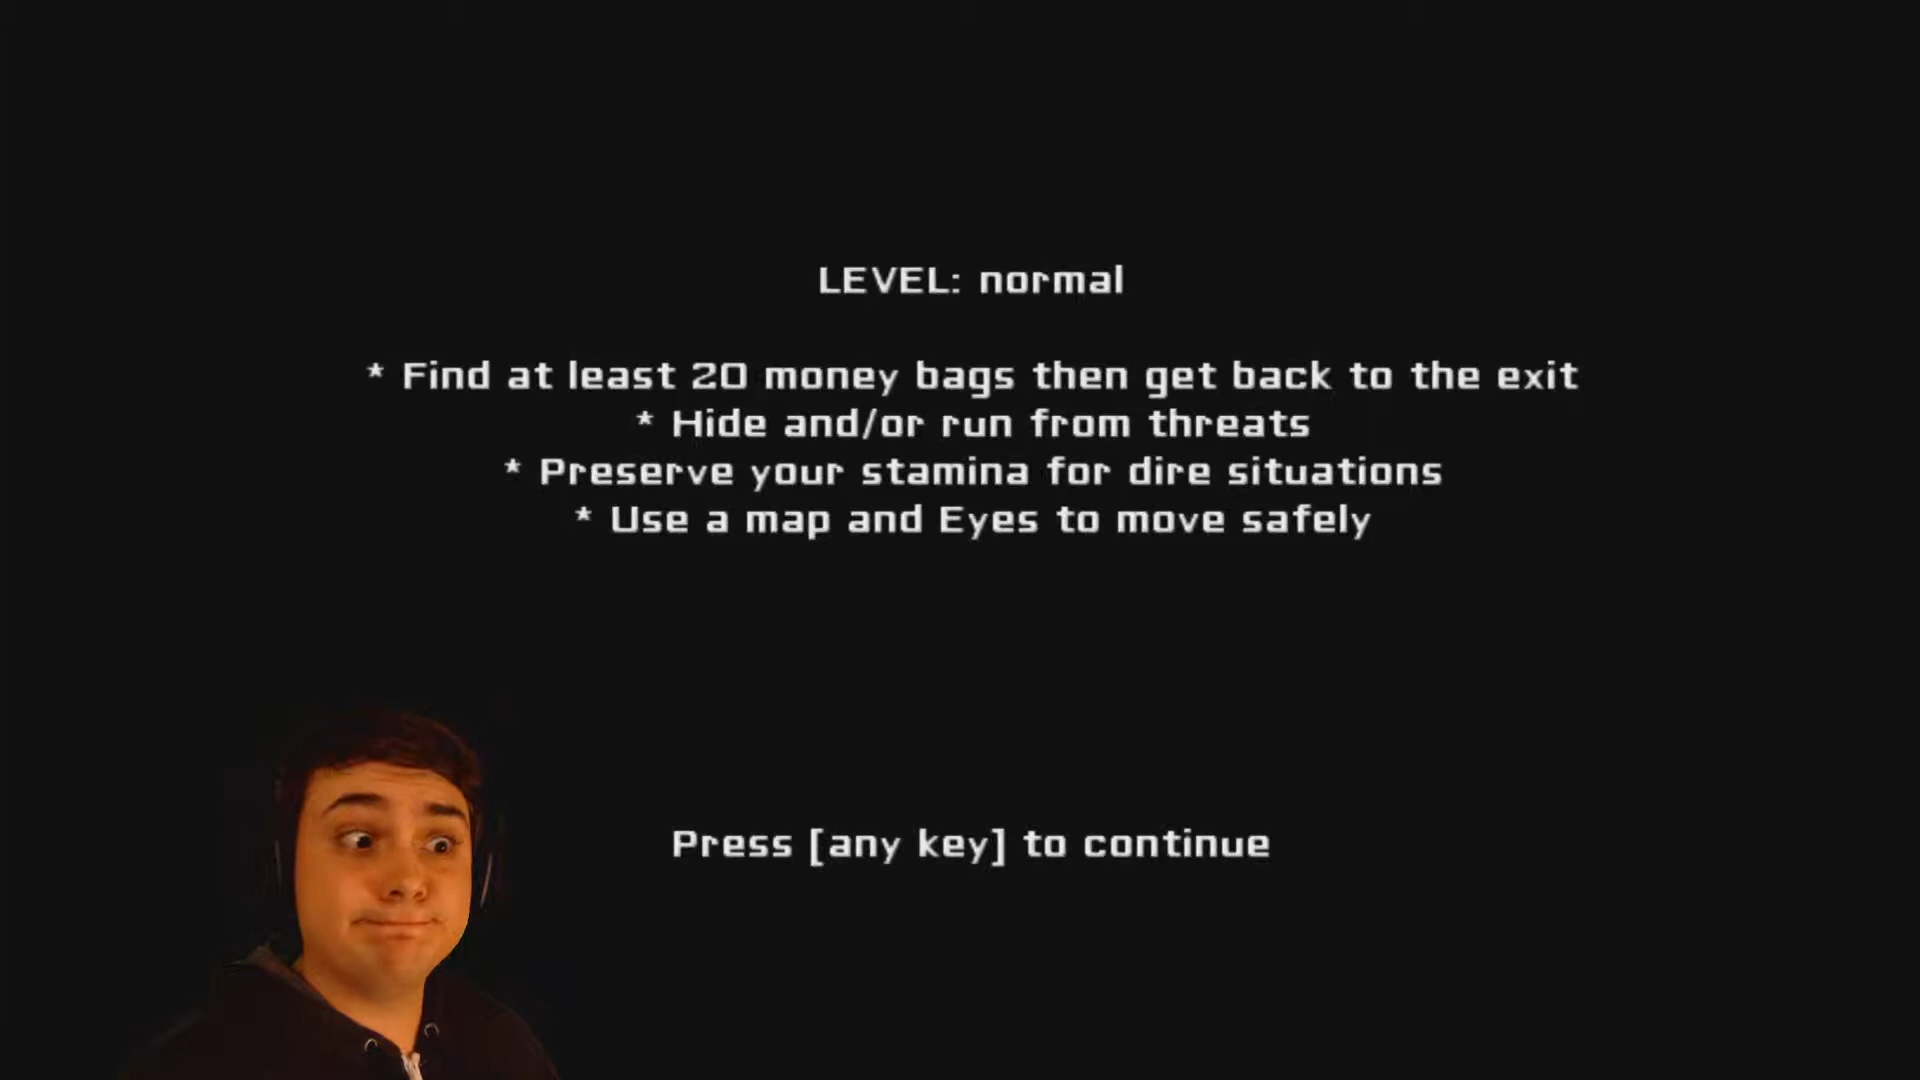 LEVEL: normal
* Find at least 20 money bags then get back to the exit
* Hide and/or run from threats
* Preserve your stamina for dire situations
* Use a map and Eyes to move safely
Press [any key] to continue